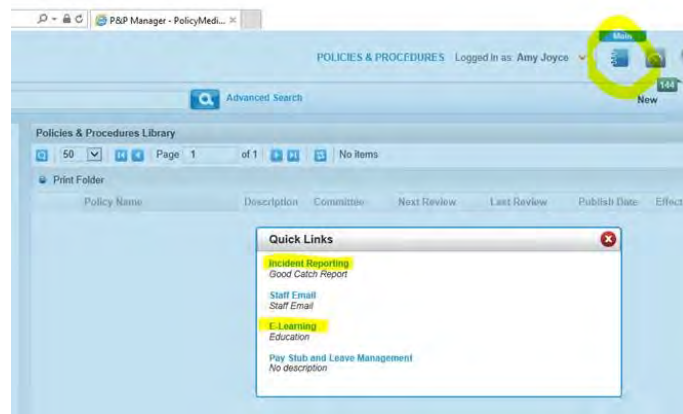 P&P Manager - PolicyMedi...
Main
POLICIES & PROCEDURES Logged in as: Amy Joyce
144
Advanced Search
New
Policies & Procedures Library
50 Page 1 of 1 No items
Print Folder
Policy Name Description Committee Next Review Last Review Publish Date Effect
Quick Links
Incident Reporting
Good Catch Report
Staff Email
Staff Email
E-Learning
Education
Pay Stub and Leave Management
No description